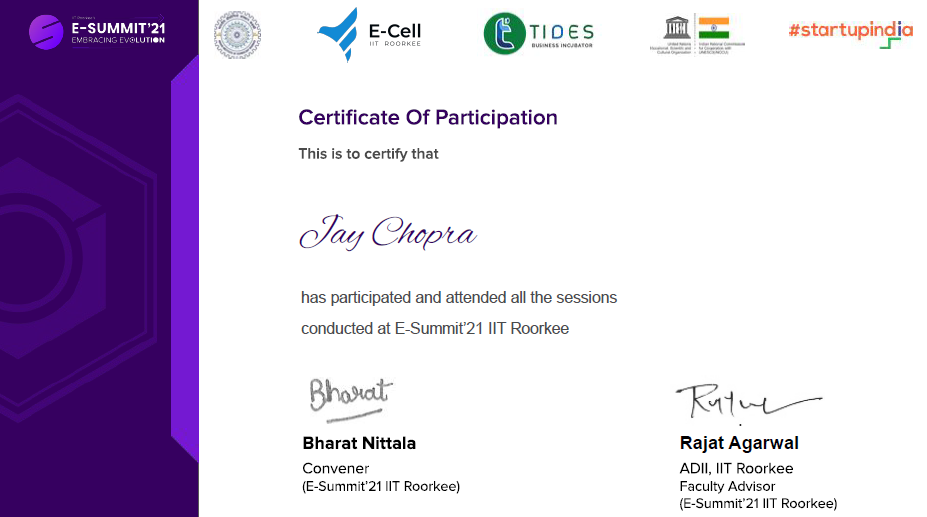 E-SUMMIT'21
EMBRACING EVOLUTION
E-Cell
IIT ROORKEE
TIDES
BUSINESS INCUBATOR
United Nations
Educational, Scientific and
Cultural Organization
Indian National Commission
for Cooperation with
UNESCO
#startupindia
Certificate Of Participation
This is to certify that
Jay Chopra
has participated and attended all the sessions
conducted at E-Summit'21 IIT Roorkee
Bharat
Bharat Nittala
Convener
(E-Summit'21 IIT Roorkee)
Rajat Agarwal
ADII, IIT Roorkee
Faculty Advisor
(E-Summit'21 IIT Roorkee)